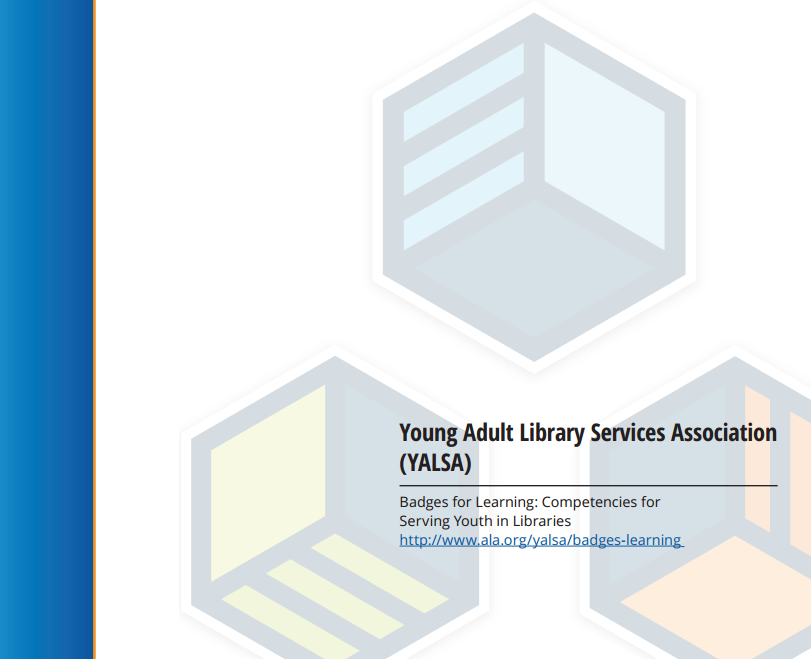 Young Adult Library Services Association
(YALSA)
Badges for Learning: Competencies for
Serving Youth in Libraries
http://www.ala.org/yalsa/badges-learning